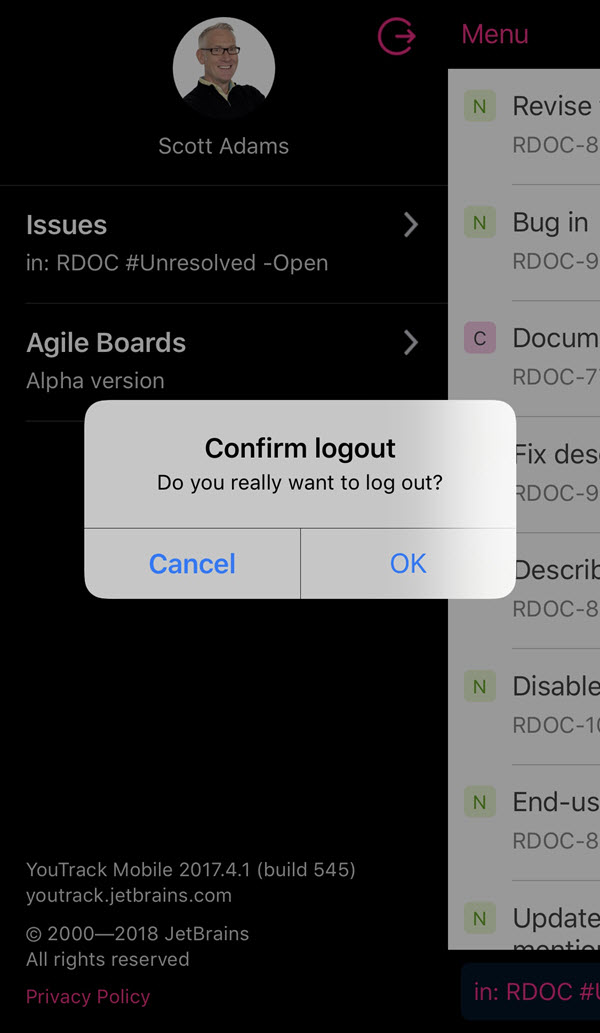 Menu
Scott Adams
Issues
in: RDOC #Unresolved -Open
Agile Boards
Alpha version
Confirm logout
Do you really want to log out?
Cancel
OK
YouTrack Mobile 2017.4.1 (build 545)
youtrack.jetbrains.com
© 2000—2018 JetBrains
All rights reserved
Privacy Policy
N
Revise
RDOC-8
N
Bug in
RDOC-9
C
Docum
RDOC-7
Fix des
RDOC-9
Describ
RDOC-8
N
Disable
RDOC-10
N
End-us
RDOC-8
N
Update
mention
in: RDOC #U